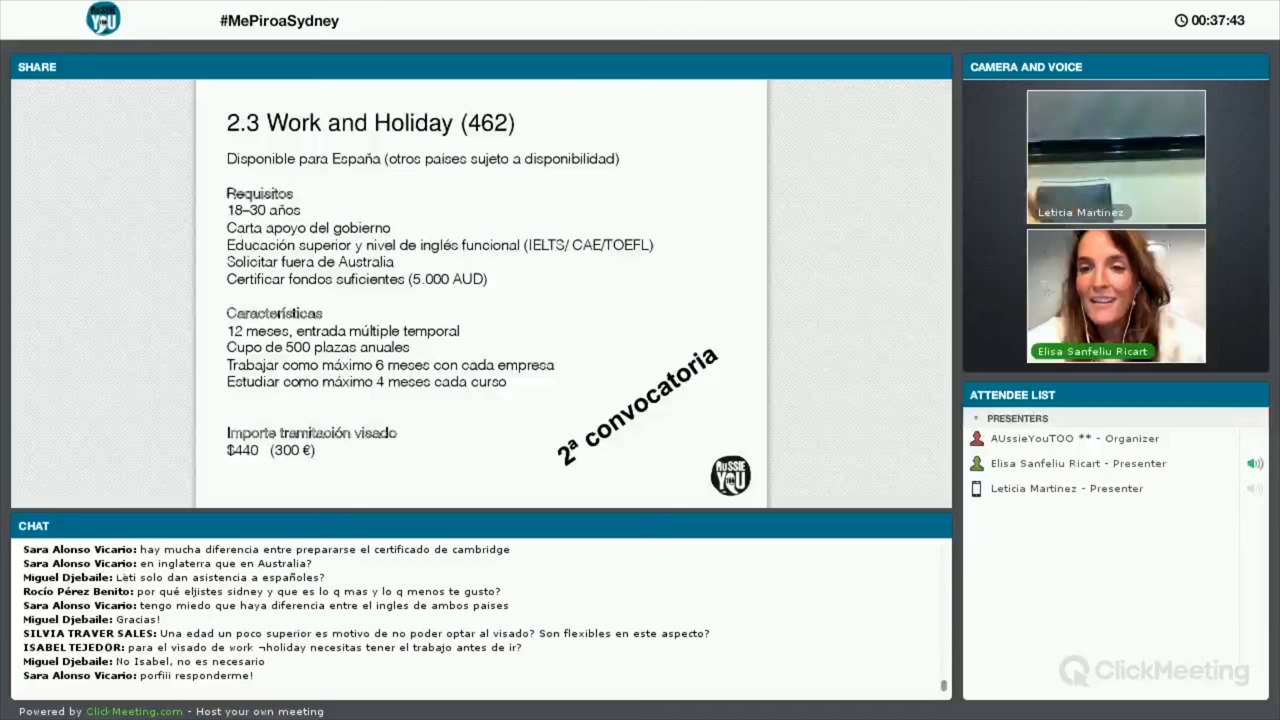 AUSSIE
YOU
#MePiroaSydney
00:37:43
SHARE
2.3 Work and Holiday (462)
Disponible para España (otros paises sujeto a disponibilidad)
Requisitos
18–30 años
Carta apoyo del gobierno
Educación superior y nivel de inglés funcional (IELTS/ CAE/TOEFL)
Solicitar fuera de Australia
Certificar fondos suficientes (5.000 AUD)
Características
12 meses, entrada múltiple temporal
Cupo de 500 plazas anuales
Trabajar como máximo 6 meses con cada empresa
Estudiar como máximo 4 meses cada curso
Importe tramitación visado
$440 (300 €)
2ª convocatoria
AUSSIE
YOU
CAMERA AND VOICE
Leticia Martinez
Elisa Sanfeliu Ricart
ATTENDEE LIST
PRESENTERS
AUssieYouTOO ** - Organizer
Elisa Sanfeliu Ricart - Presenter
Leticia Martinez - Presenter
CHAT
Sara Alonso Vicario: hay mucha diferencia entre prepararse el certificado de cambridge
Sara Alonso Vicario: en inglaterra que en Australia?
Miguel Djebaile: Leti solo dan asistencia a españoles?
Rocío Pérez Benito: por qué eljistes sidney y que es lo q mas y lo q menos te gusto?
Sara Alonso Vicario: tengo miedo que haya diferencia entre el ingles de ambos paises
Miguel Djebaile: Gracias!
SILVIA TRAVER SALES: Una edad un poco superior es motivo de no poder optar al visado? Son flexibles en este aspecto?
ISABEL TEJEDOR: para el visado de work ¬holiday necesitas tener el trabajo antes de ir?
Miguel Djebaile: No Isabel, no es necesario
Sara Alonso Vicario: porfiii responderme!
ClickMeeting
Powered by ClickMeeting.com - Host your own meeting